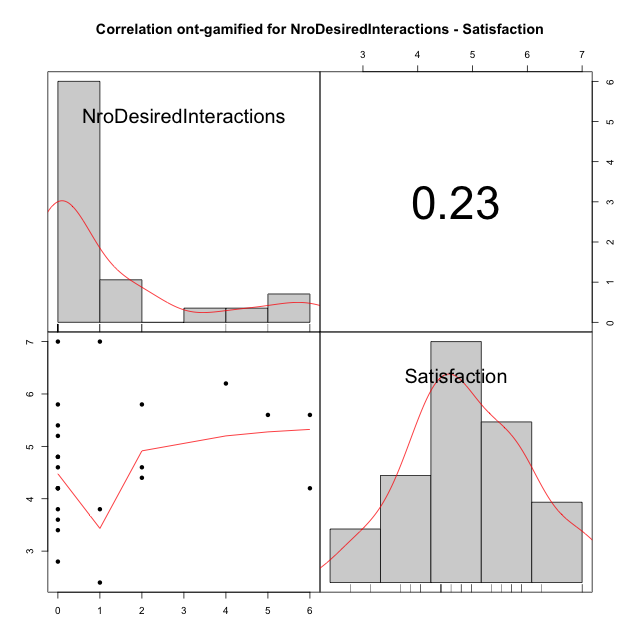 Correlation ont-gamified for NroDesiredInteractions - Satisfaction
3 4 5 6 7
NroDesiredInteractions
0.23
6
5
4
3
2
1
0
7
6
5
4
3
Satisfaction
0 1 2 3 4 5 6